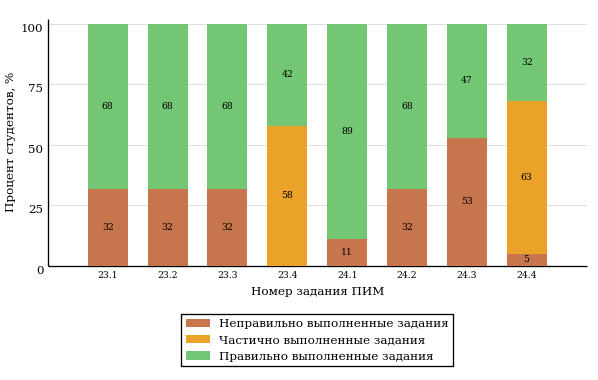 100
75
50
25
0
Процент студентов, %
68 68 68 42 89 68 47 32
32 32 32 58 11 32 53 63 5
23.1 23.2 23.3 23.4 24.1 24.2 24.3 24.4
Номер задания ПИМ
Неправильно выполненные задания
Частично выполненные задания
Правильно выполненные задания